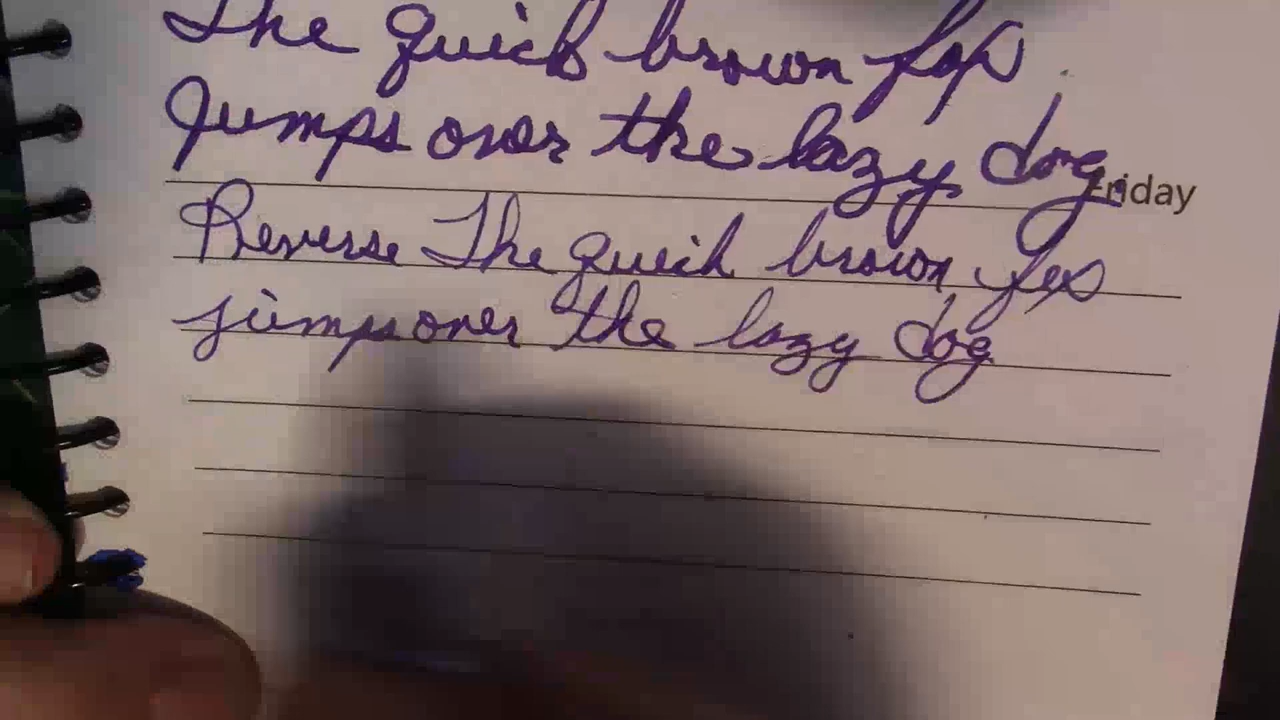 The quick brown fox
Jumps over the lazy dog.
Friday
Reverse The quick brown fox
jumps over the lazy dog